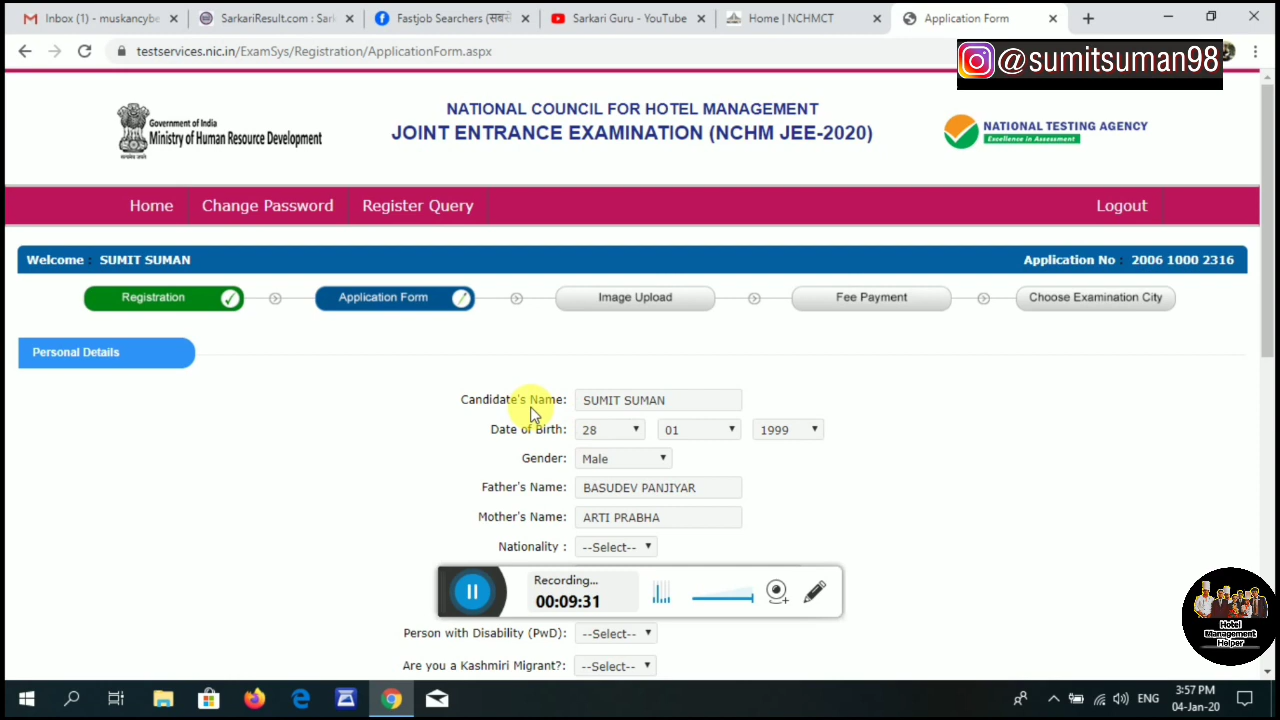 Inbox (1) - muskancybe
SarkariResult.com : Sark
Fastjob Searchers (सबसे
Sarkari Guru - YouTube
Home | NCHMCT
Application Form
testservices.nic.in/ExamSys/Registration/ApplicationForm.aspx
@sumitsuman98
Government of India
Ministry of Human Resource Development
NATIONAL COUNCIL FOR HOTEL MANAGEMENT
JOINT ENTRANCE EXAMINATION (NCHM JEE-2020)
NATIONAL TESTING AGENCY
Excellence in Assessment
Home Change Password Register Query Logout
Welcome : SUMIT SUMAN
Application No : 2006 1000 2316
Registration
Application Form
Image Upload
Fee Payment
Choose Examination City
Personal Details
Candidate's Name: SUMIT SUMAN
Date of Birth: 28 01 1999
Gender: Male
Father's Name: BASUDEV PANJIYAR
Mother's Name: ARTI PRABHA
Nationality : --Select--
Recording...
00:09:31
Person with Disability (PwD): --Select--
Are you a Kashmiri Migrant?: --Select--
Hotel
Management
Helper
ENG
3:57 PM
04-Jan-20